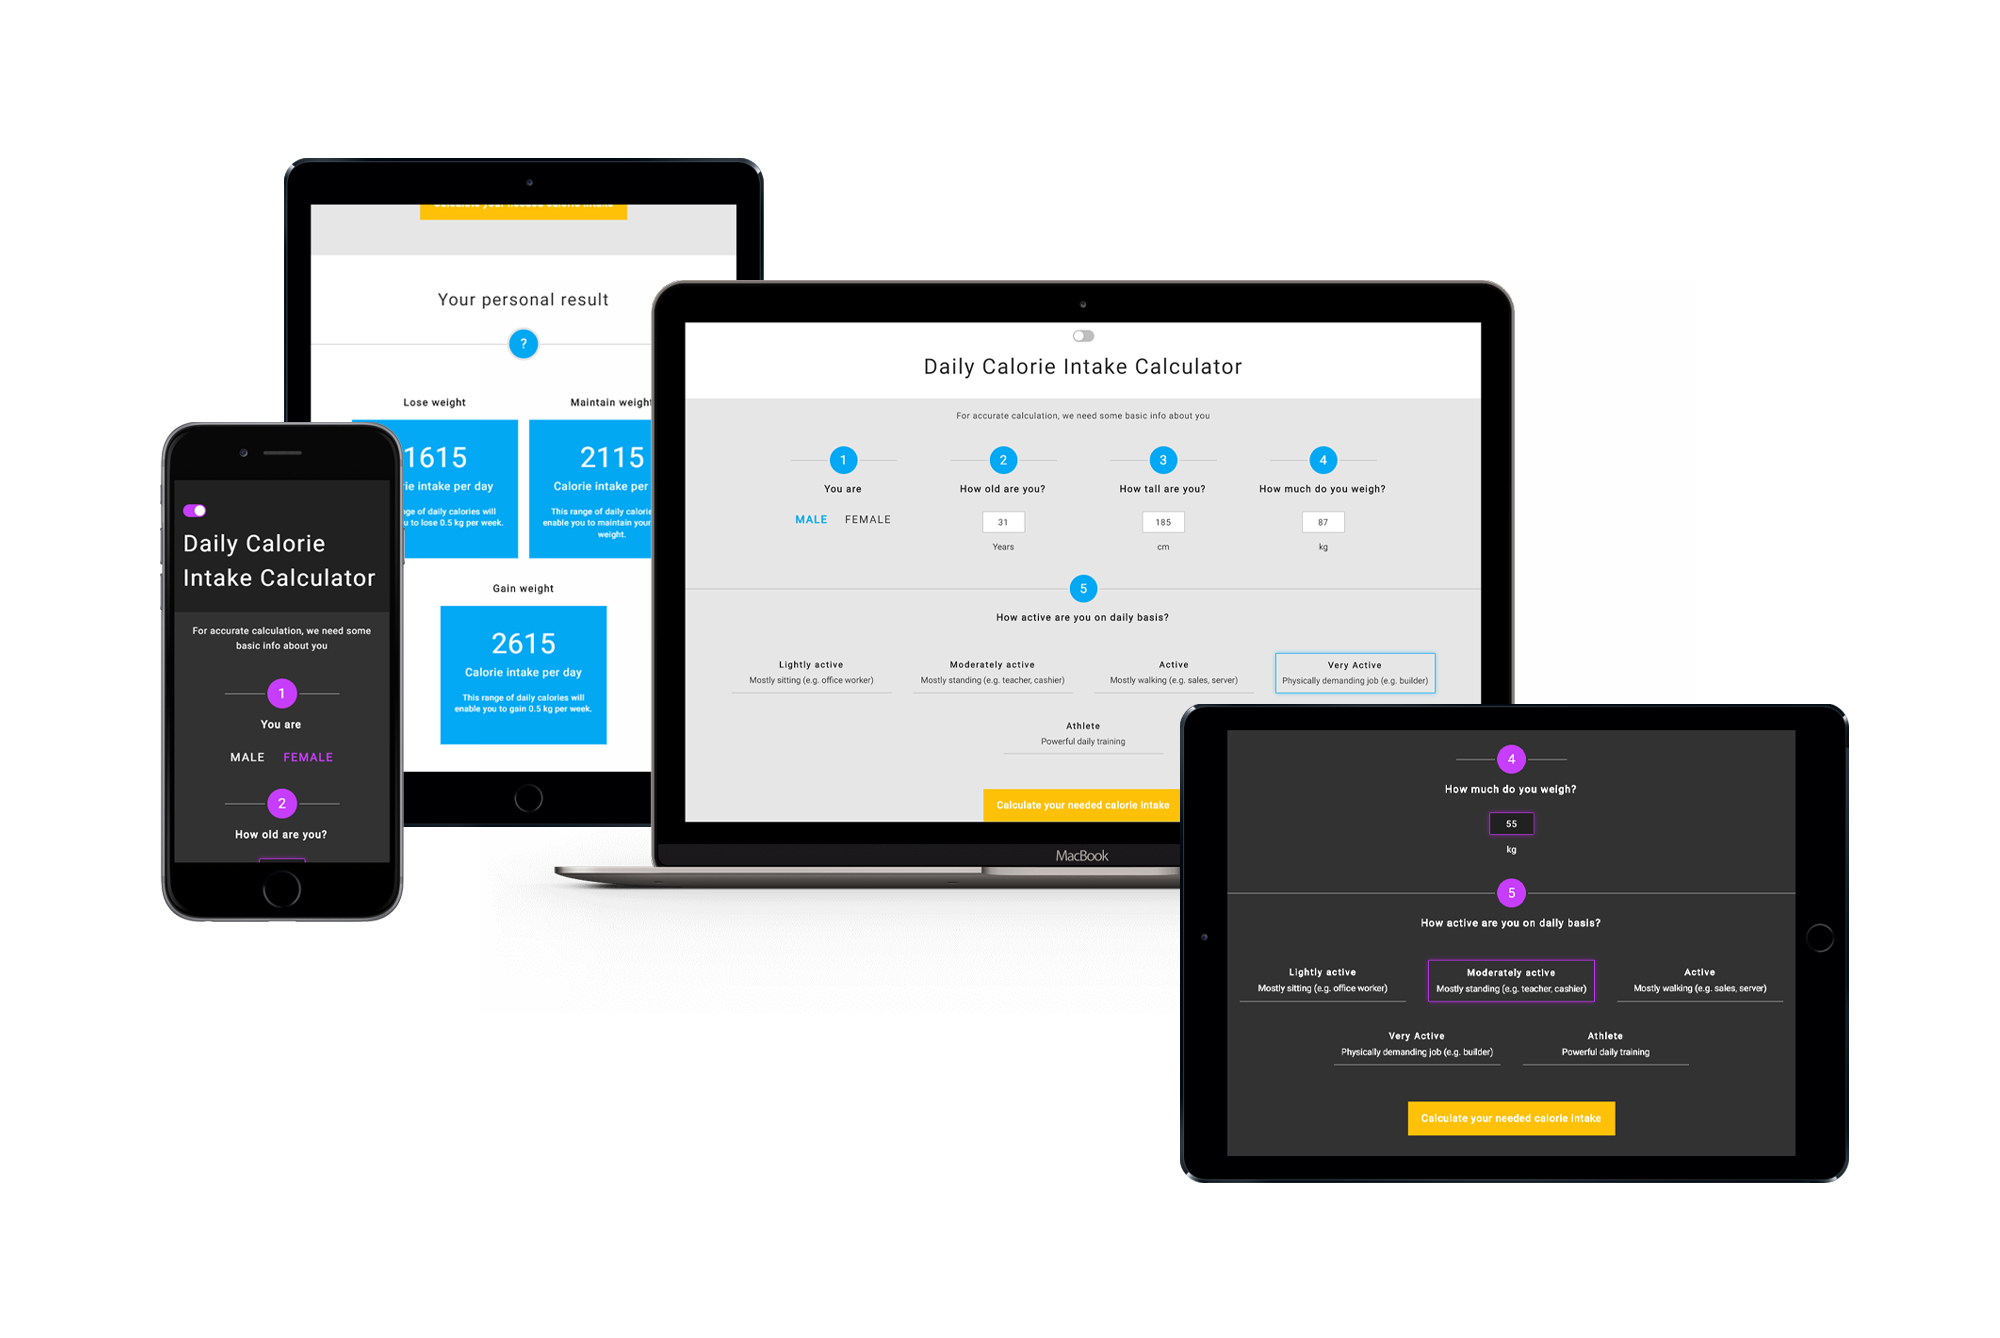 Your personal result
?
Lose weight
Maintain weight
1615
2115
intake per day
Calorie intake per
of daily calories will
to lose 0.5 kg per week.
This range of daily
enable you to maintain
weight.
Gain weight
2615
Calorie intake per day
This range of daily calories will
enable you to gain 0.5 kg per week.
Daily Calorie
Intake Calculator
For accurate calculation, we need some
basic info about you
1
You are
MALE FEMALE
2
How old are you?
Daily Calorie Intake Calculator
For accurate calculation, we need some basic info about you
1 2 3 4
You are How old are you? How tall are you? How much do you weigh?
MALE FEMALE 31 185 87
Years cm kg
5
How active are you on daily basis?
Lightly active Moderately active Active Very Active
Mostly sitting (e.g. office worker) Mostly standing (e.g. teacher, cashier) Mostly walking (e.g. sales, server) Physically demanding job (e.g. builder)
Athlete
Powerful daily training
Calculate your needed calorie intake
MacBook
4
How much do you weigh?
55
kg
5
How active are you on daily basis?
Lightly active Moderately active Active
Mostly sitting (e.g. office worker) Mostly standing (e.g. teacher, cashier) Mostly walking (e.g. sales, server)
Very Active Athlete
Physically demanding job (e.g. builder) Powerful daily training
Calculate your needed calorie intake